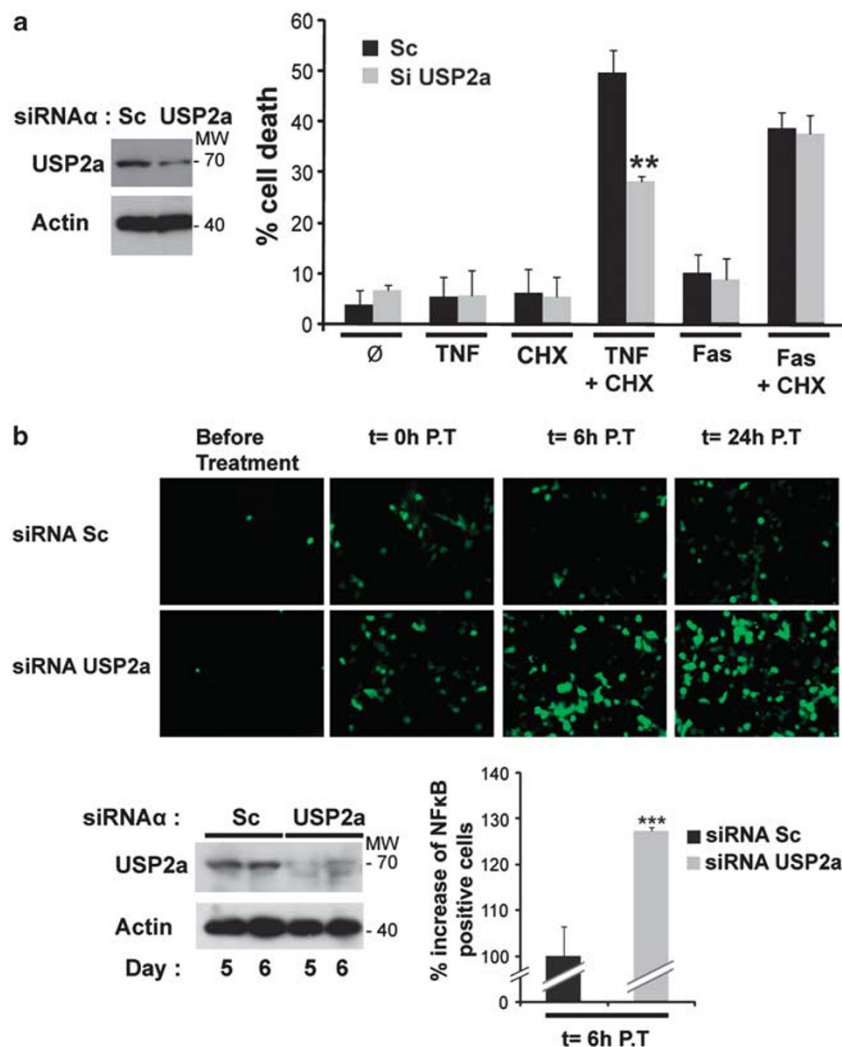 a
siRNAα : Sc USP2a
MW
USP2a - 70
Actin - 40
% cell death
60
50
40
30
20
10
0
Sc
Si USP2a
**
Ø TNF CHX TNF + CHX Fas Fas + CHX
b
Before Treatment t= 0h P.T t= 6h P.T t= 24h P.T
siRNA Sc
siRNA USP2a
siRNAα : Sc USP2a
MW
USP2a - 70
Actin - 40
Day : 5 6 5 6
% increase of NFκB positive cells
140
130
120
110
100
0
***
siRNA Sc
siRNA USP2a
t= 6h P.T